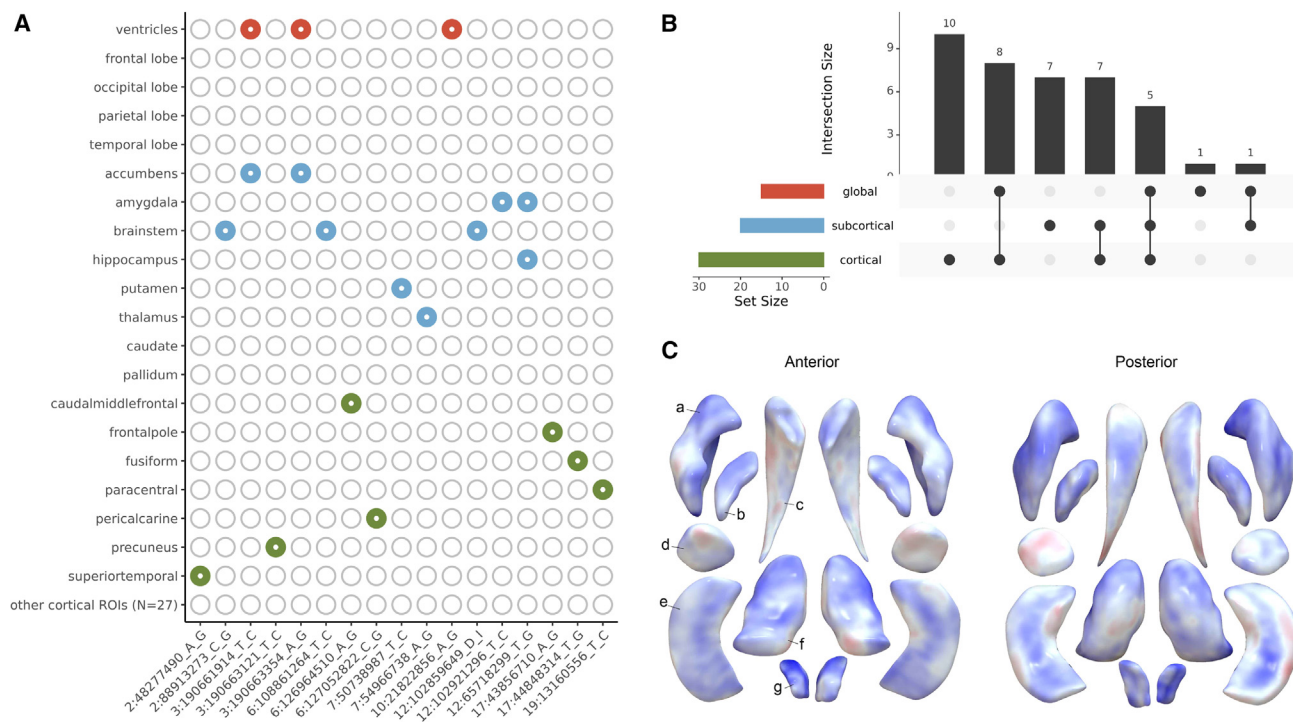 A
ventricles
frontal lobe
occipital lobe
parietal lobe
temporal lobe
accumbens
amygdala
brainstem
hippocampus
putamen
thalamus
caudate
pallidum
caudalmiddlefrontal
frontalpole
fusiform
paracentral
pericalcarine
precuneus
superiortemporal
other cortical ROIs (N=27)
2:48277490_A_G
2:88913273_C_G
3:190661914_T_C
3:190663121_T_C
3:190663354_A_G
6:108861264_T_C
6:126964510_A_G
6:127052822_C_G
7:50738987_T_C
7:54966738_A_G
10:21822856_A_G
12:102859649_D_I
12:102921296_T_C
12:65718299_T_G
17:43856710_A_G
17:44848314_T_G
19:13160556_T_C
B
Intersection Size
9
6
3
0
10
8
7
7
5
1
1
global
subcortical
cortical
30
20
10
0
Set Size
C
Anterior
Posterior
a
b
c
d
e
f
g